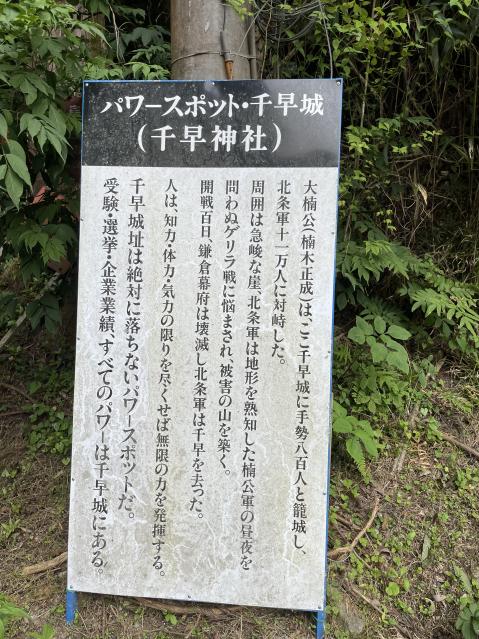 パワースポット・千早城
(千早神社)
大楠公(楠木正成)は、ここ千早城に手勢八百人と籠城し、
北条軍十一万人に対峙した。
周囲は急峻な崖、北条軍は地形を熟知した楠公軍の昼夜を
問わぬゲリラ戦に悩まされ、被害の山を築く。
開戦百日、鎌倉幕府は壊滅し北条軍は千早を去った。
人は、知力・体力・気力の限りを尽くせば無限の力を発揮する。
千早城址は絶対に落ちないパワースポットだ。
受験・選挙・企業業績、すべてのパワーは千早城にある。